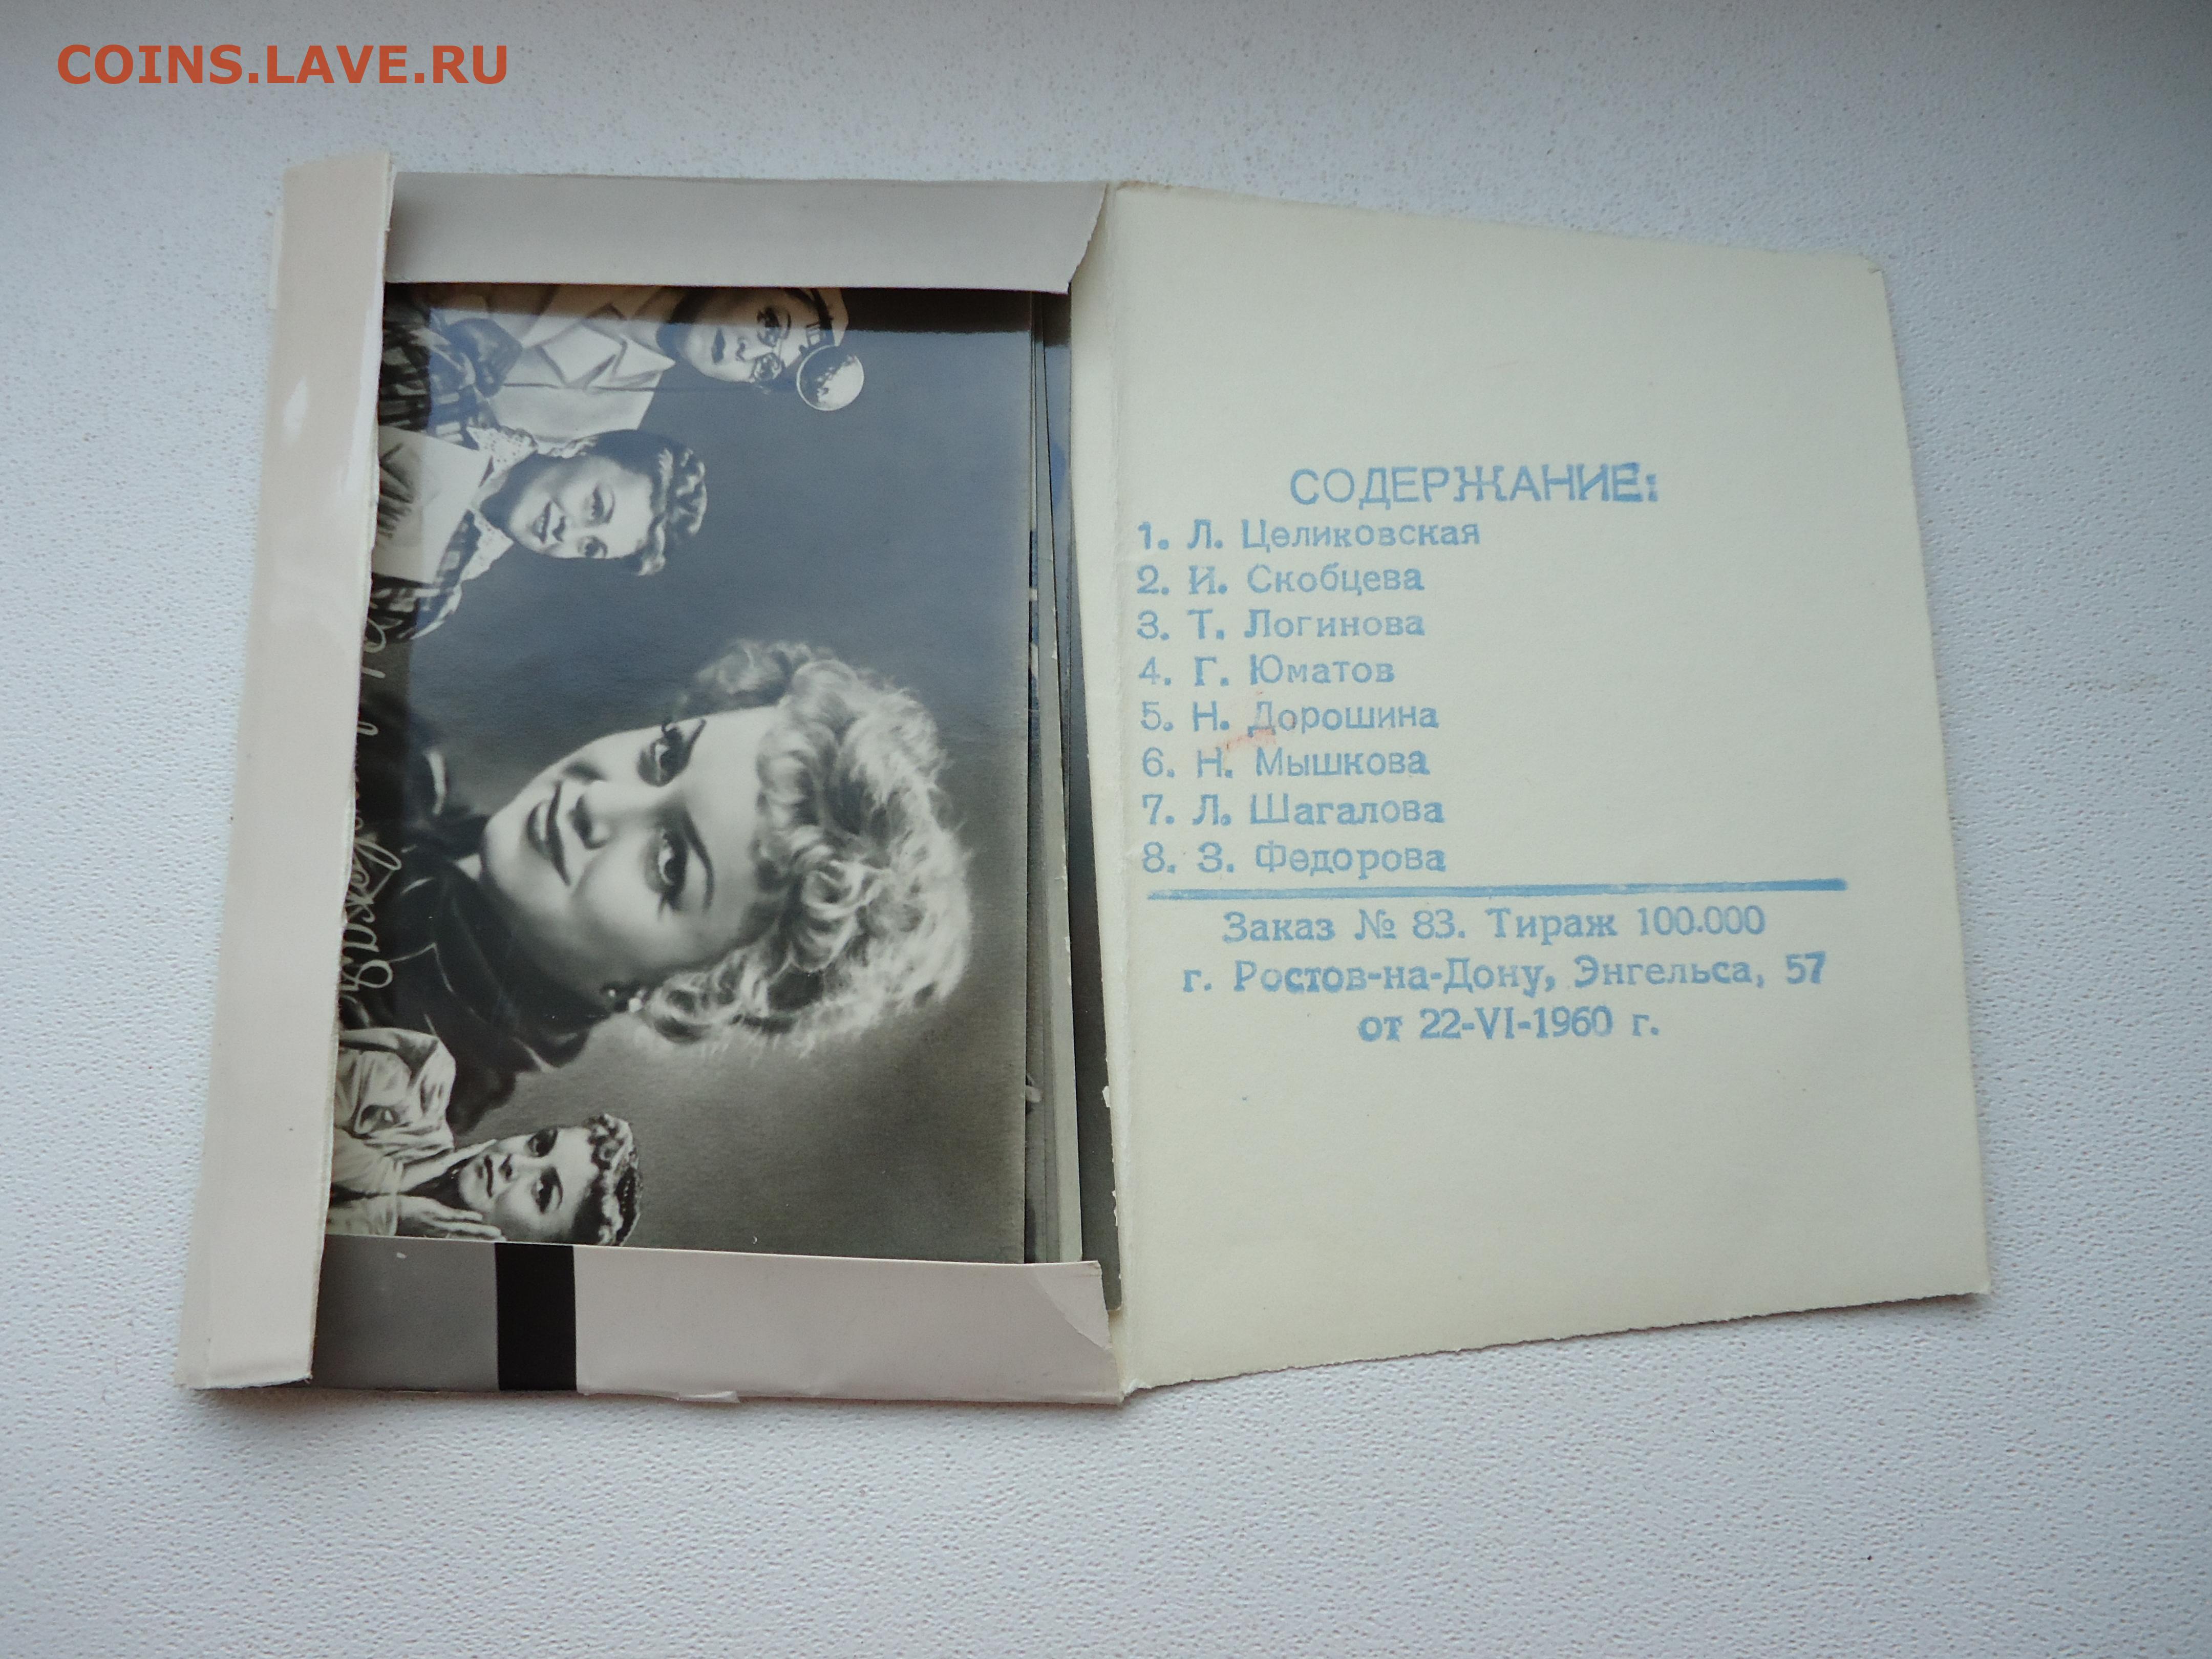 COINS.LAVE.RU
СОДЕРЖАНИЕ:
1. Л. Целиковская
2. И. Скобцева
3. Т. Логинова
4. Г. Юматов
5. Н. Дорошина
6. Н. Мышкова
7. Л. Шагалова
8. З. Федорова
Заказ № 83. Тираж 100.000
г. Ростов-на-Дону, Энгельса, 57
от 22-VI-1960 г.